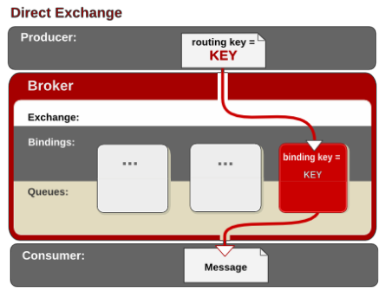 Direct Exchange
Producer:
routing key =
KEY
Broker
Exchange:
Bindings:
...
...
binding key =
KEY
Queues:
Consumer:
Message